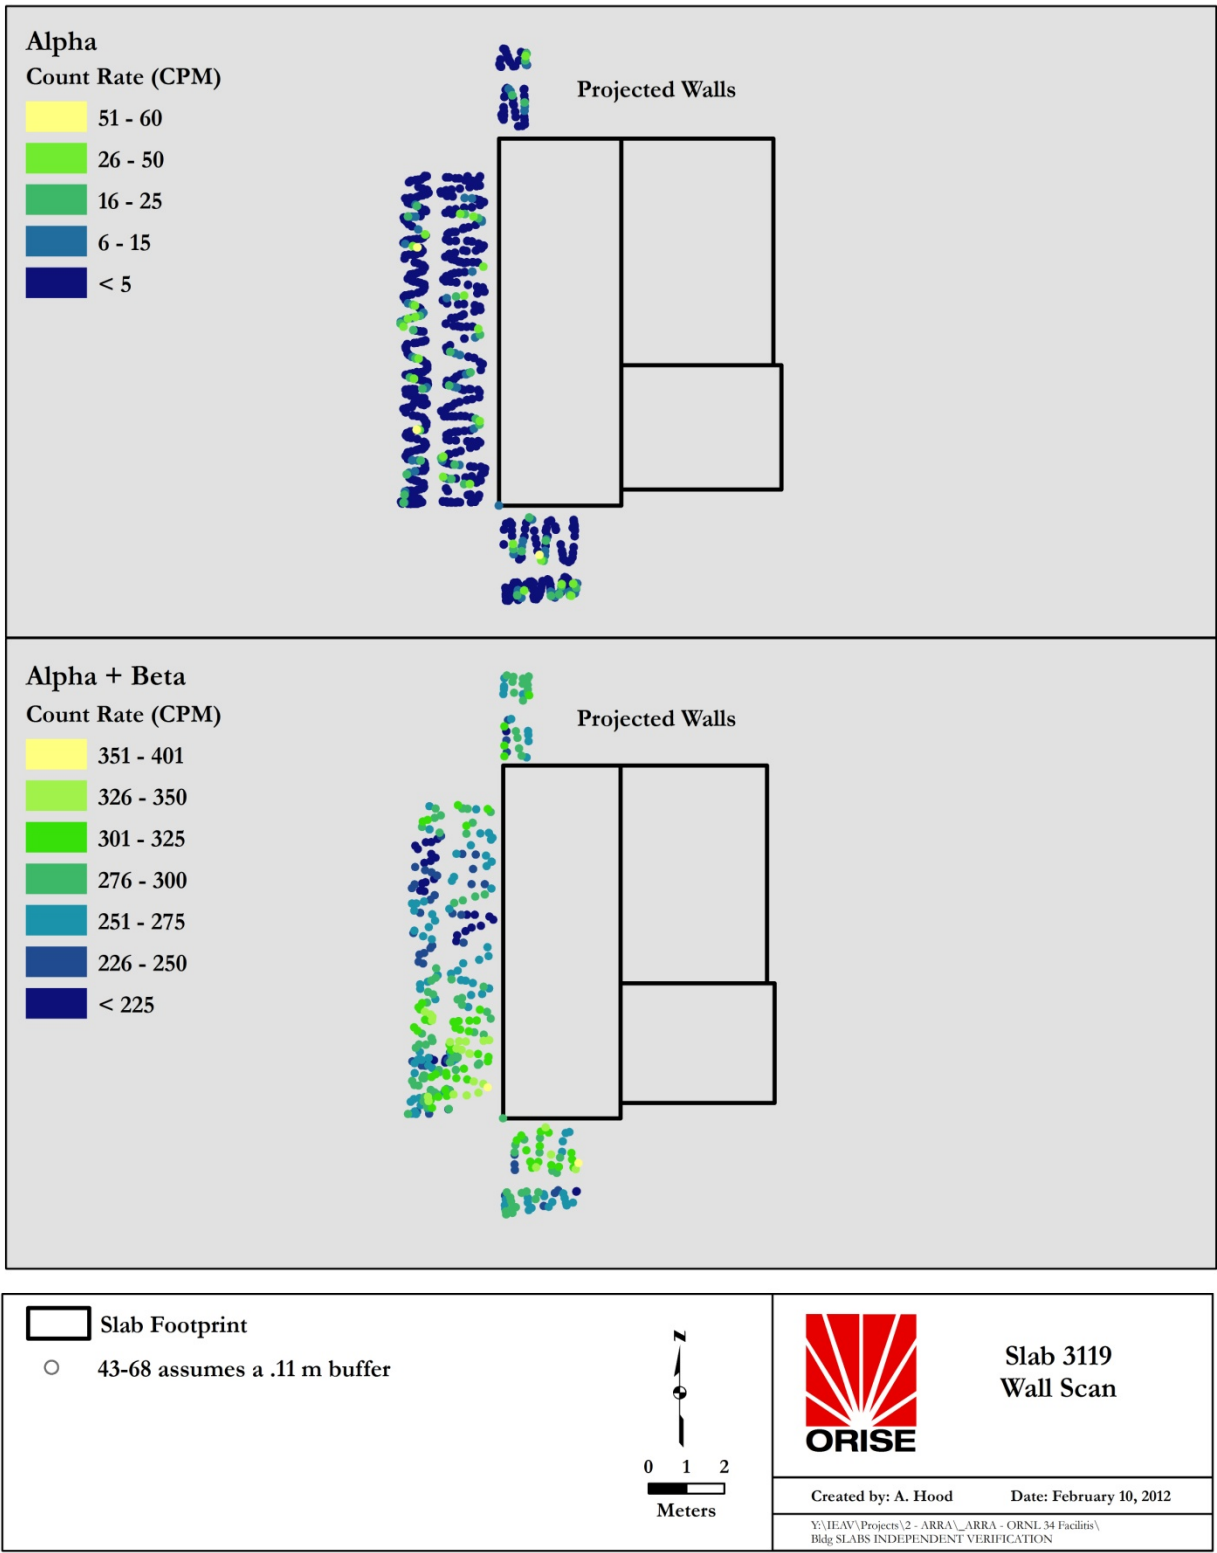 Alpha
Count Rate (CPM)
51 - 60
26 - 50
16 - 25
6 - 15
< 5
Projected Walls
Alpha + Beta
Count Rate (CPM)
351 - 401
326 - 350
301 - 325
276 - 300
251 - 275
226 - 250
< 225
Projected Walls
Slab Footprint
43-68 assumes a .11 m buffer
N
0 1 2
Meters
ORISE
Slab 3119
Wall Scan
Created by: A. Hood Date: February 10, 2012
Y:\IEAV\Projects\2 - ARRA\_ARRA - ORNL 34 Facilitis\
Bldg SLABS INDEPENDENT VERIFICATION